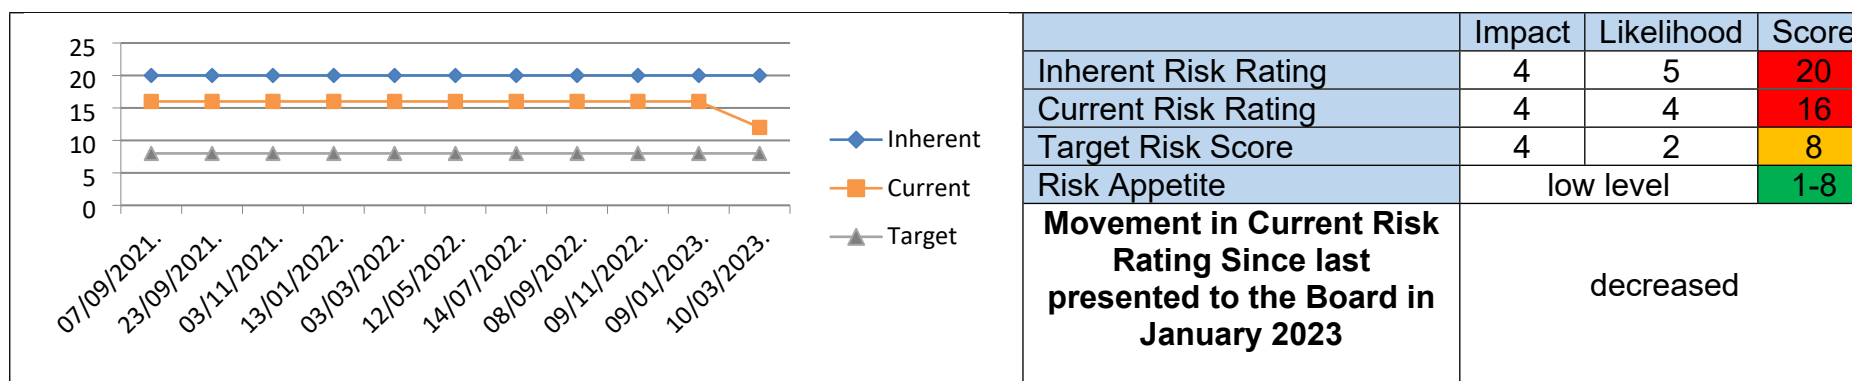 25
20
15
10
5
0
07/09/2021.
23/09/2021.
03/11/2021.
13/01/2022.
03/03/2022.
12/05/2022.
14/07/2022.
08/09/2022.
09/11/2022.
09/01/2023.
10/03/2023.
Inherent
Current
Target
Impact Likelihood Score
Inherent Risk Rating 4 5 20
Current Risk Rating 4 4 16
Target Risk Score 4 2 8
Risk Appetite low level 1-8
Movement in Current Risk
Rating Since last
presented to the Board in
January 2023
decreased